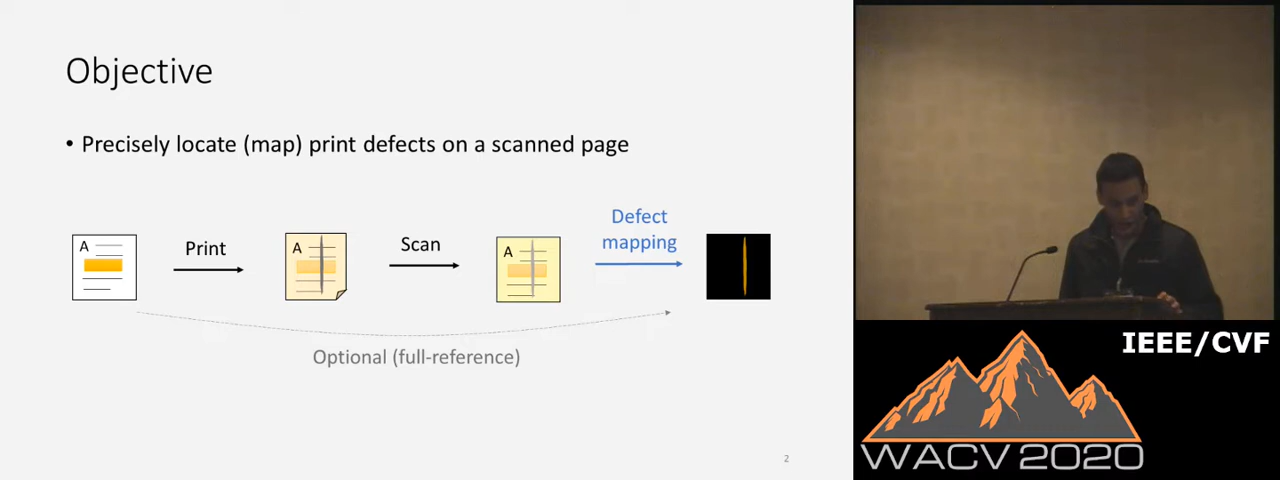 Objective
• Precisely locate (map) print defects on a scanned page
A
Print
A
Scan
A
Defect
mapping
Optional (full-reference)
2
IEEE/CVF
WACV 2020